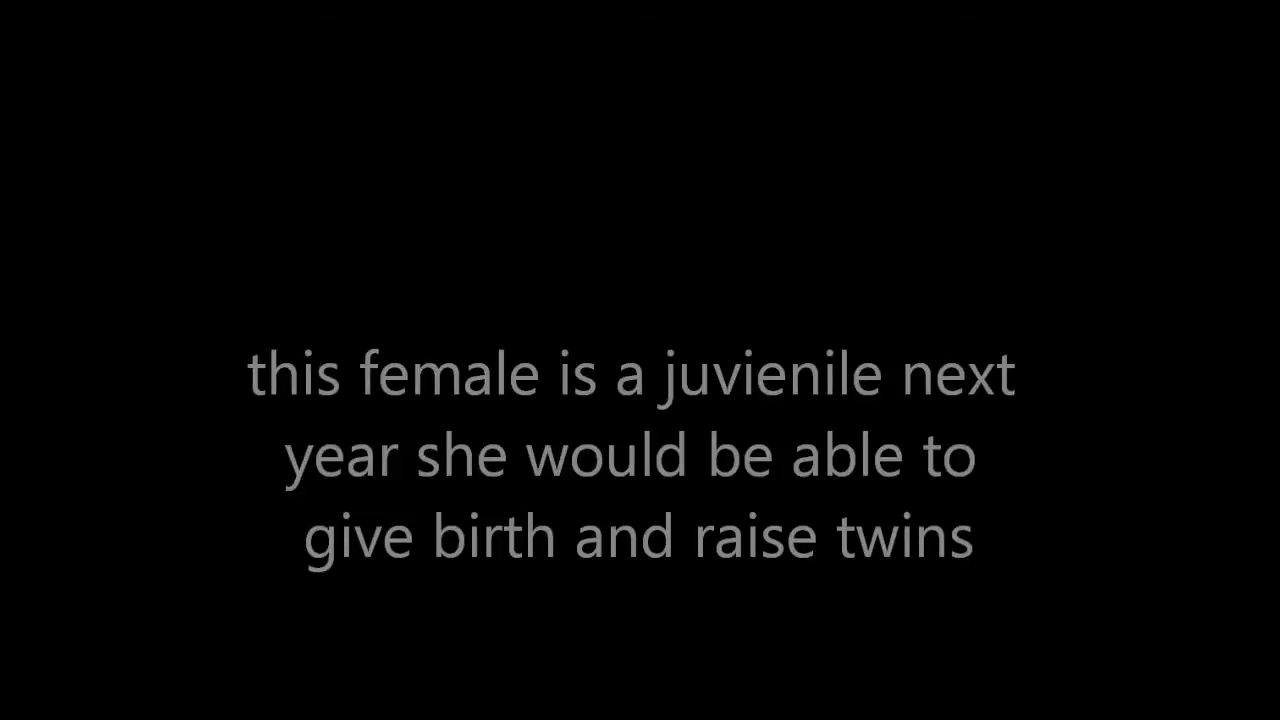 this female is a juvienile next
year she would be able to
give birth and raise twins